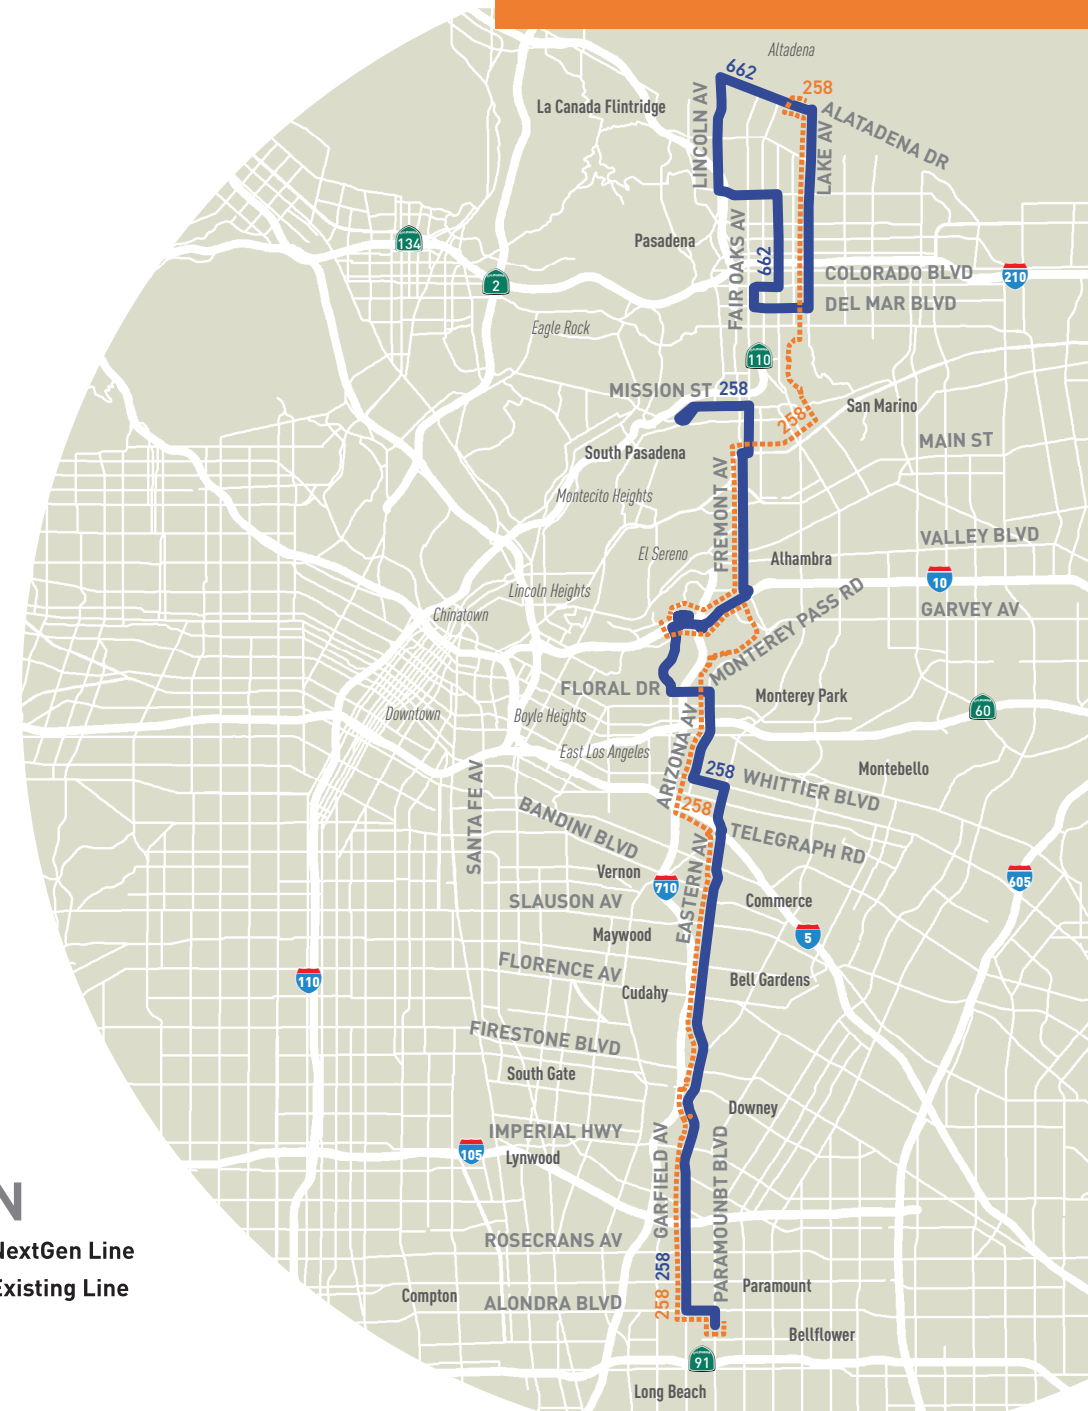 Altadena
662
258
La Canada Flintridge
LINCOLN AV
ALATADENA DR
LAKE AV
134
Pasadena
FAIR OAKS AV
662
2
COLORADO BLVD
210
DEL MAR BLVD
Eagle Rock
110
MISSION ST
258
San Marino
258
MAIN ST
South Pasadena
FREMONT AV
Montecito Heights
VALLEY BLVD
El Sereno
Alhambra
10
Lincoln Heights
GARVEY AV
Chinatown
MONTEREY PASS RD
FLORAL DR
Monterey Park
60
Downtown
Boyle Heights
ARIZONA AV
East Los Angeles
258
WHITTIER BLVD
Montebello
SANTA FE AV
BANDINI BLVD
258
TELEGRAPH RD
Vernon
710
EASTERN AV
605
SLAUSON AV
Commerce
Maywood
5
FLORENCE AV
110
Cudahy
Bell Gardens
FIRESTONE BLVD
South Gate
Downey
IMPERIAL HWY
105
Lynwood
GARFIELD AV
PARAMOUNBT BLVD
N
NextGen Line
ROSECRANS AV
258
Existing Line
258
Compton
ALONDRA BLVD
Paramount
Bellflower
91
Long Beach